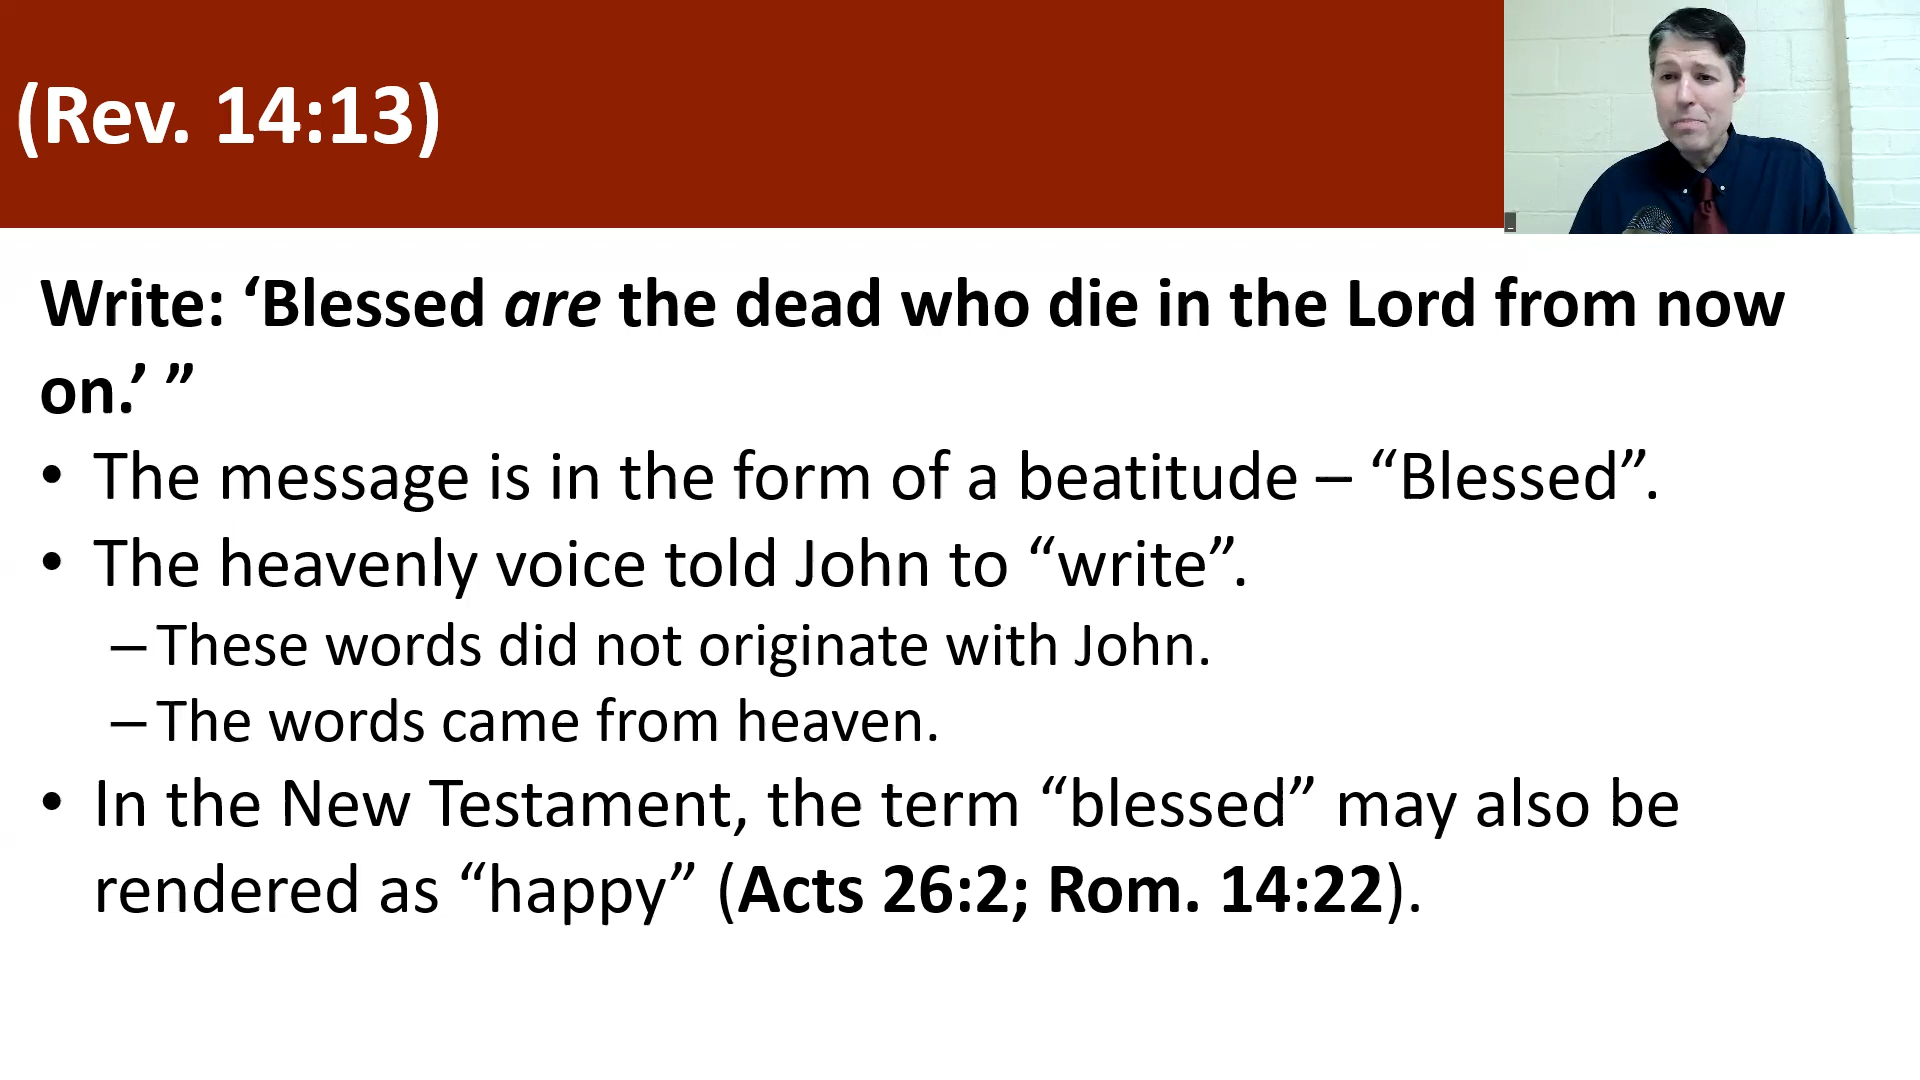 (Rev. 14:13)
Write: ‘Blessed are the dead who die in the Lord from now
on.’ ”
• The message is in the form of a beatitude – “Blessed”.
• The heavenly voice told John to “write”.
– These words did not originate with John.
– The words came from heaven.
• In the New Testament, the term “blessed” may also be
rendered as “happy” (Acts 26:2; Rom. 14:22).